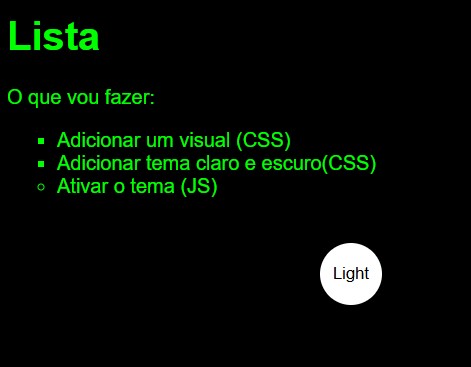 Lista
O que vou fazer:
Adicionar um visual (CSS)
Adicionar tema claro e escuro(CSS)
Ativar o tema (JS)
Light